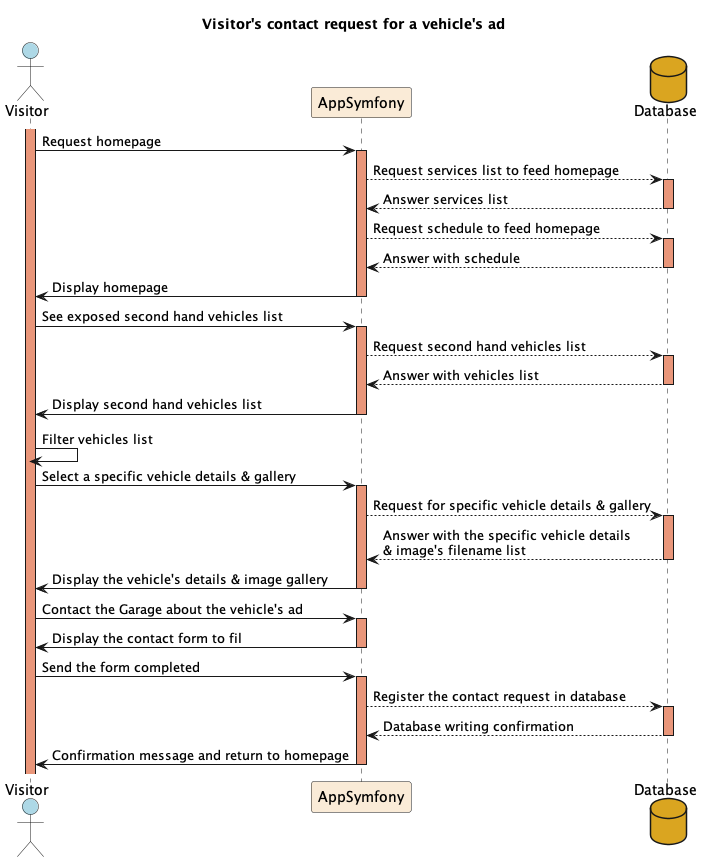 Visitor's contact request for a vehicle's ad
Visitor
AppSymfony
Database
Request homepage
Request services list to feed homepage
Answer services list
Request schedule to feed homepage
Answer with schedule
Display homepage
See exposed second hand vehicles list
Request second hand vehicles list
Answer with vehicles list
Display second hand vehicles list
Filter vehicles list
Select a specific vehicle details & gallery
Request for specific vehicle details & gallery
Answer with the specific vehicle details
& image's filename list
Display the vehicle's details & image gallery
Contact the Garage about the vehicle's ad
Display the contact form to fil
Send the form completed
Register the contact request in database
Database writing confirmation
Confirmation message and return to homepage
Visitor
AppSymfony
Database